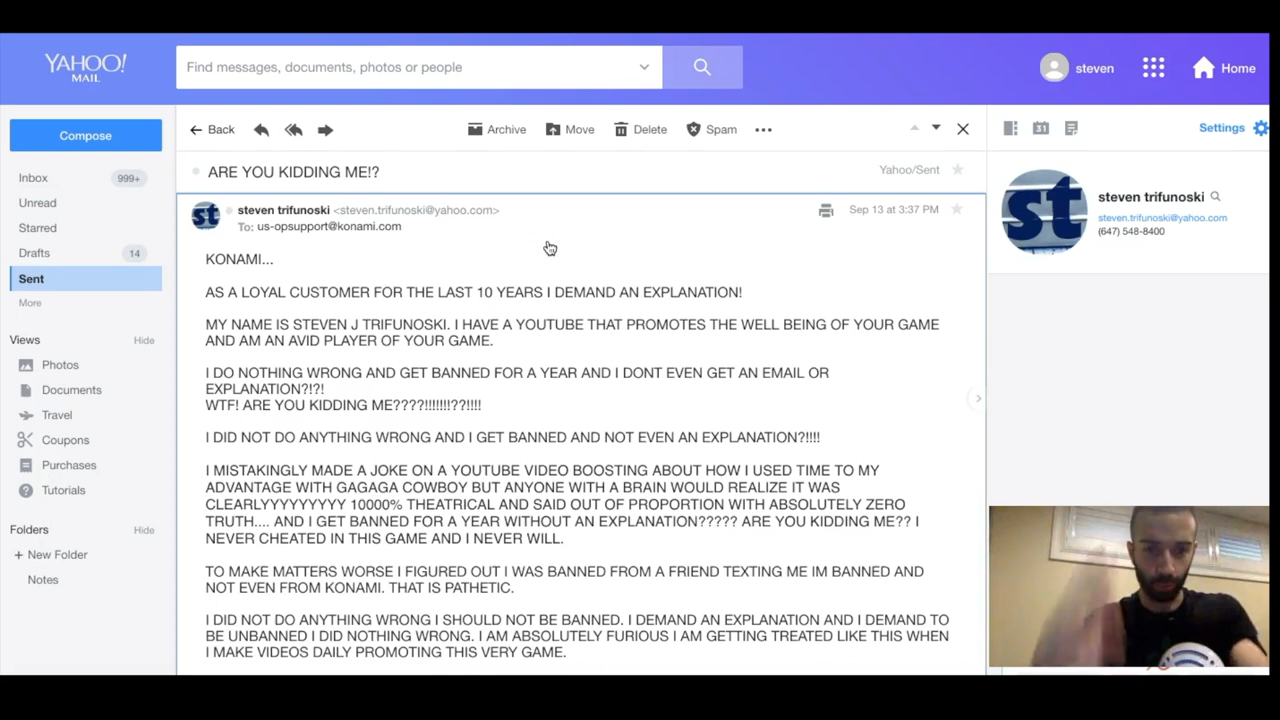 YAHOO!
MAIL
Find messages, documents, photos or people
steven
Home
Compose
Back
Archive
Move
Delete
Spam
Settings
Inbox 999+
Unread
Starred
Drafts 14
Sent
More
Views Hide
Photos
Documents
Travel
Coupons
Purchases
Tutorials
Folders Hide
+ New Folder
Notes
ARE YOU KIDDING ME!?
Yahoo/Sent
st
steven trifunoski <steven.trifunoski@yahoo.com>
Sep 13 at 3:37 PM
To: us-opsupport@konami.com
KONAMI...
AS A LOYAL CUSTOMER FOR THE LAST 10 YEARS I DEMAND AN EXPLANATION!
MY NAME IS STEVEN J TRIFUNOSKI. I HAVE A YOUTUBE THAT PROMOTES THE WELL BEING OF YOUR GAME
AND AM AN AVID PLAYER OF YOUR GAME.
I DO NOTHING WRONG AND GET BANNED FOR A YEAR AND I DONT EVEN GET AN EMAIL OR
EXPLANATION?!?!
WTF! ARE YOU KIDDING ME????!!!!!!!??!!!!
I DID NOT DO ANYTHING WRONG AND I GET BANNED AND NOT EVEN AN EXPLANATION?!!!!
I MISTAKINGLY MADE A JOKE ON A YOUTUBE VIDEO BOOSTING ABOUT HOW I USED TIME TO MY
ADVANTAGE WITH GAGAGA COWBOY BUT ANYONE WITH A BRAIN WOULD REALIZE IT WAS
CLEARLYYYYYYYYY 10000% THEATRICAL AND SAID OUT OF PROPORTION WITH ABSOLUTELY ZERO
TRUTH.... AND I GET BANNED FOR A YEAR WITHOUT AN EXPLANATION????? ARE YOU KIDDING ME?? I
NEVER CHEATED IN THIS GAME AND I NEVER WILL.
TO MAKE MATTERS WORSE I FIGURED OUT I WAS BANNED FROM A FRIEND TEXTING ME IM BANNED AND
NOT EVEN FROM KONAMI. THAT IS PATHETIC.
I DID NOT DO ANYTHING WRONG I SHOULD NOT BE BANNED. I DEMAND AN EXPLANATION AND I DEMAND TO
BE UNBANNED I DID NOTHING WRONG. I AM ABSOLUTELY FURIOUS I AM GETTING TREATED LIKE THIS WHEN
I MAKE VIDEOS DAILY PROMOTING THIS VERY GAME.
31
st
steven trifunoski
steven.trifunoski@yahoo.com
(647) 548-8400